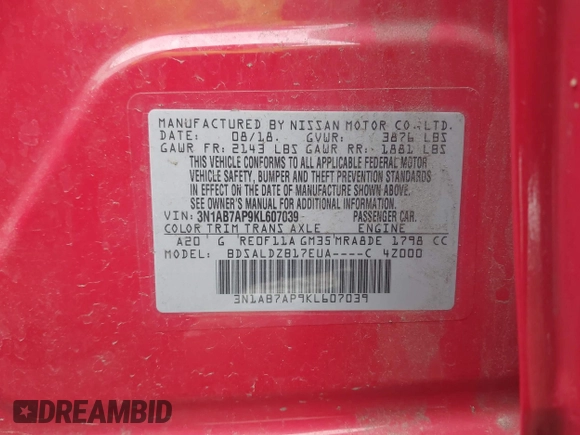 MANUFACTURED BY NISSAN MOTOR CO., LTD.
DATE: 08/18. GVWR: 3876 LBS
GAWR FR: 2143 LBS GAWR RR: 1881 LBS
THIS VEHICLE CONFORMS TO ALL APPLICABLE FEDERAL MOTOR
VEHICLE SAFETY, BUMPER AND THEFT PREVENTION STANDARDS
IN EFFECT ON THE DATE OF MANUFACTURE SHOWN ABOVE.
SEE OWNER'S MANUAL FOR ADDITIONAL INFORMATION
VIN: 3N1AB7AP9KL607039 PASSENGER CAR.
COLOR TRIM TRANS AXLE ENGINE
A20 G RE0F11A GM35 MRA8DE 1798 CC
MODEL: BDSALDZB17EUA----C 4Z000
3N1AB7AP9KL607039
DREAMBID